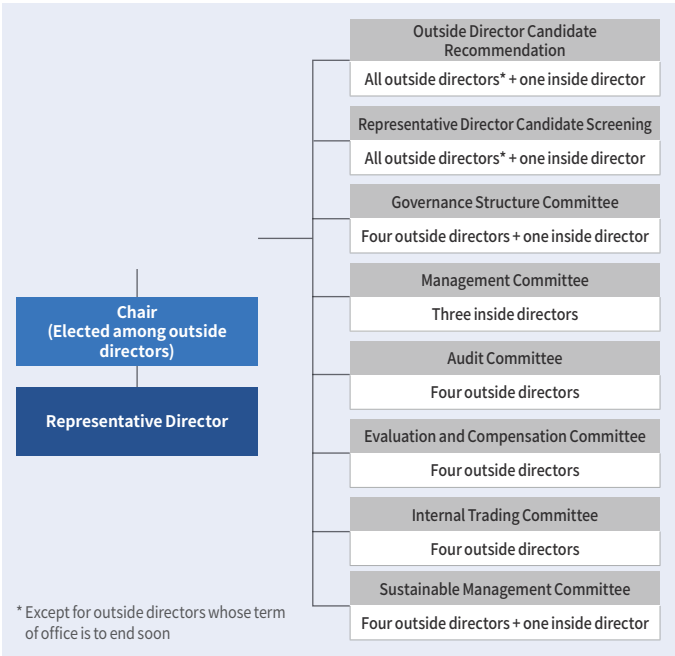 Outside Director Candidate
Recommendation
All outside directors* + one inside director
Representative Director Candidate Screening
All outside directors* + one inside director
Governance Structure Committee
Four outside directors + one inside director
Management Committee
Three inside directors
Audit Committee
Four outside directors
Evaluation and Compensation Committee
Four outside directors
Internal Trading Committee
Four outside directors
Sustainable Management Committee
Four outside directors + one inside director
Chair
(Elected among outside
directors)
Representative Director
* Except for outside directors whose term
of office is to end soon